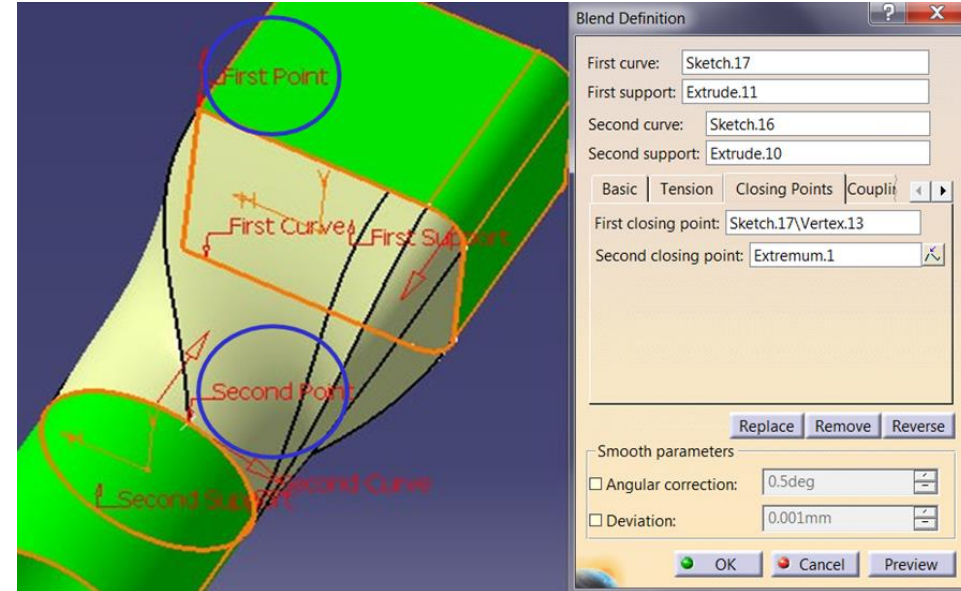 First Point
First Curve
First Support
Second Point
Second Curve
Second Support
Y
H
Y
H
Blend Definition
?
X
First curve: Sketch.17
First support: Extrude.11
Second curve: Sketch.16
Second support: Extrude.10
Basic Tension Closing Points Couplin
First closing point: Sketch.17\Vertex.13
Second closing point: Extremum.1
Replace Remove Reverse
Smooth parameters
Angular correction: 0.5deg
Deviation: 0.001mm
OK Cancel Preview